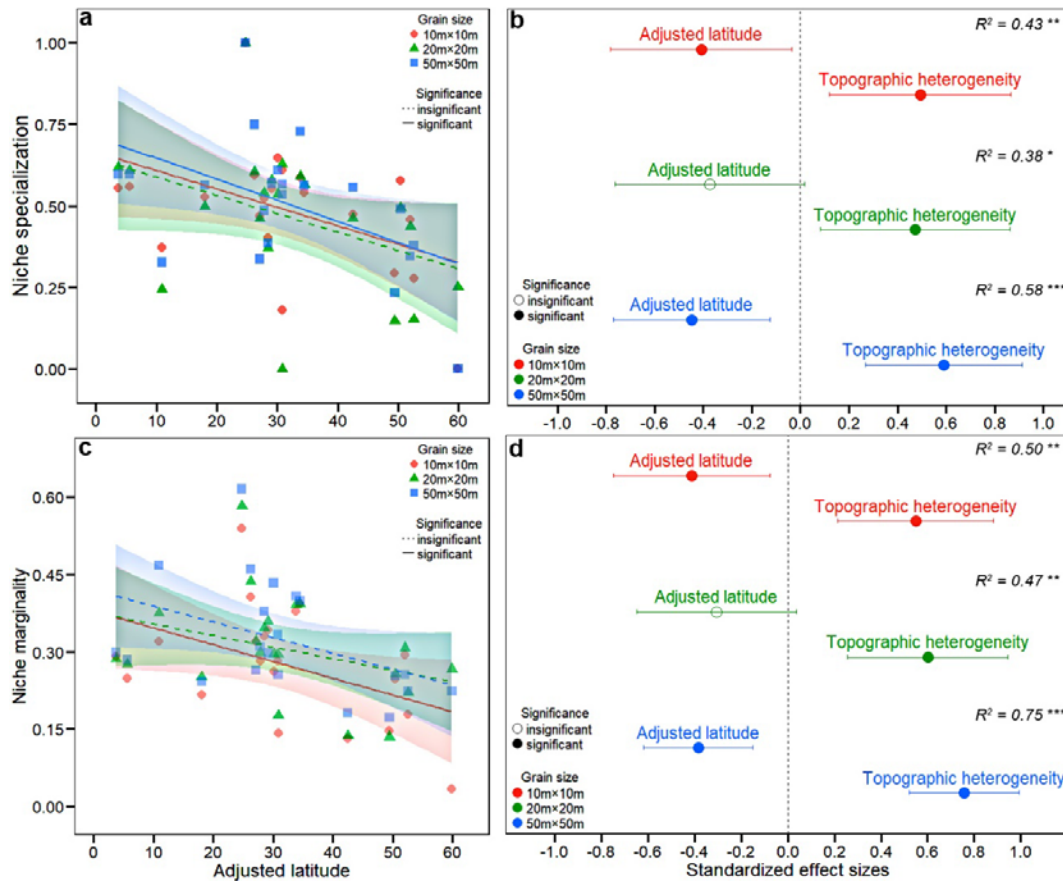 a
Grain size
10m×10m
20m×20m
50m×50m
Significance
insignificant
significant
Niche specialization
1.00
0.75
0.50
0.25
0.00
0 10 20 30 40 50 60
b
R² = 0.43 **
Adjusted latitude
Topographic heterogeneity
R² = 0.38 *
Adjusted latitude
Topographic heterogeneity
R² = 0.58 ***
Significance
insignificant
significant
Adjusted latitude
Topographic heterogeneity
Grain size
10m×10m
20m×20m
50m×50m
-1.0 -0.8 -0.6 -0.4 -0.2 0.0 0.2 0.4 0.6 0.8 1.0
c
Grain size
10m×10m
20m×20m
50m×50m
Significance
insignificant
significant
Niche marginality
0.60
0.45
0.30
0.15
0.00
0 10 20 30 40 50 60
Adjusted latitude
d
R² = 0.50 **
Adjusted latitude
Topographic heterogeneity
R² = 0.47 **
Adjusted latitude
Topographic heterogeneity
R² = 0.75 ***
Significance
insignificant
significant
Adjusted latitude
Topographic heterogeneity
Grain size
10m×10m
20m×20m
50m×50m
-1.0 -0.8 -0.6 -0.4 -0.2 0.0 0.2 0.4 0.6 0.8 1.0
Standardized effect sizes